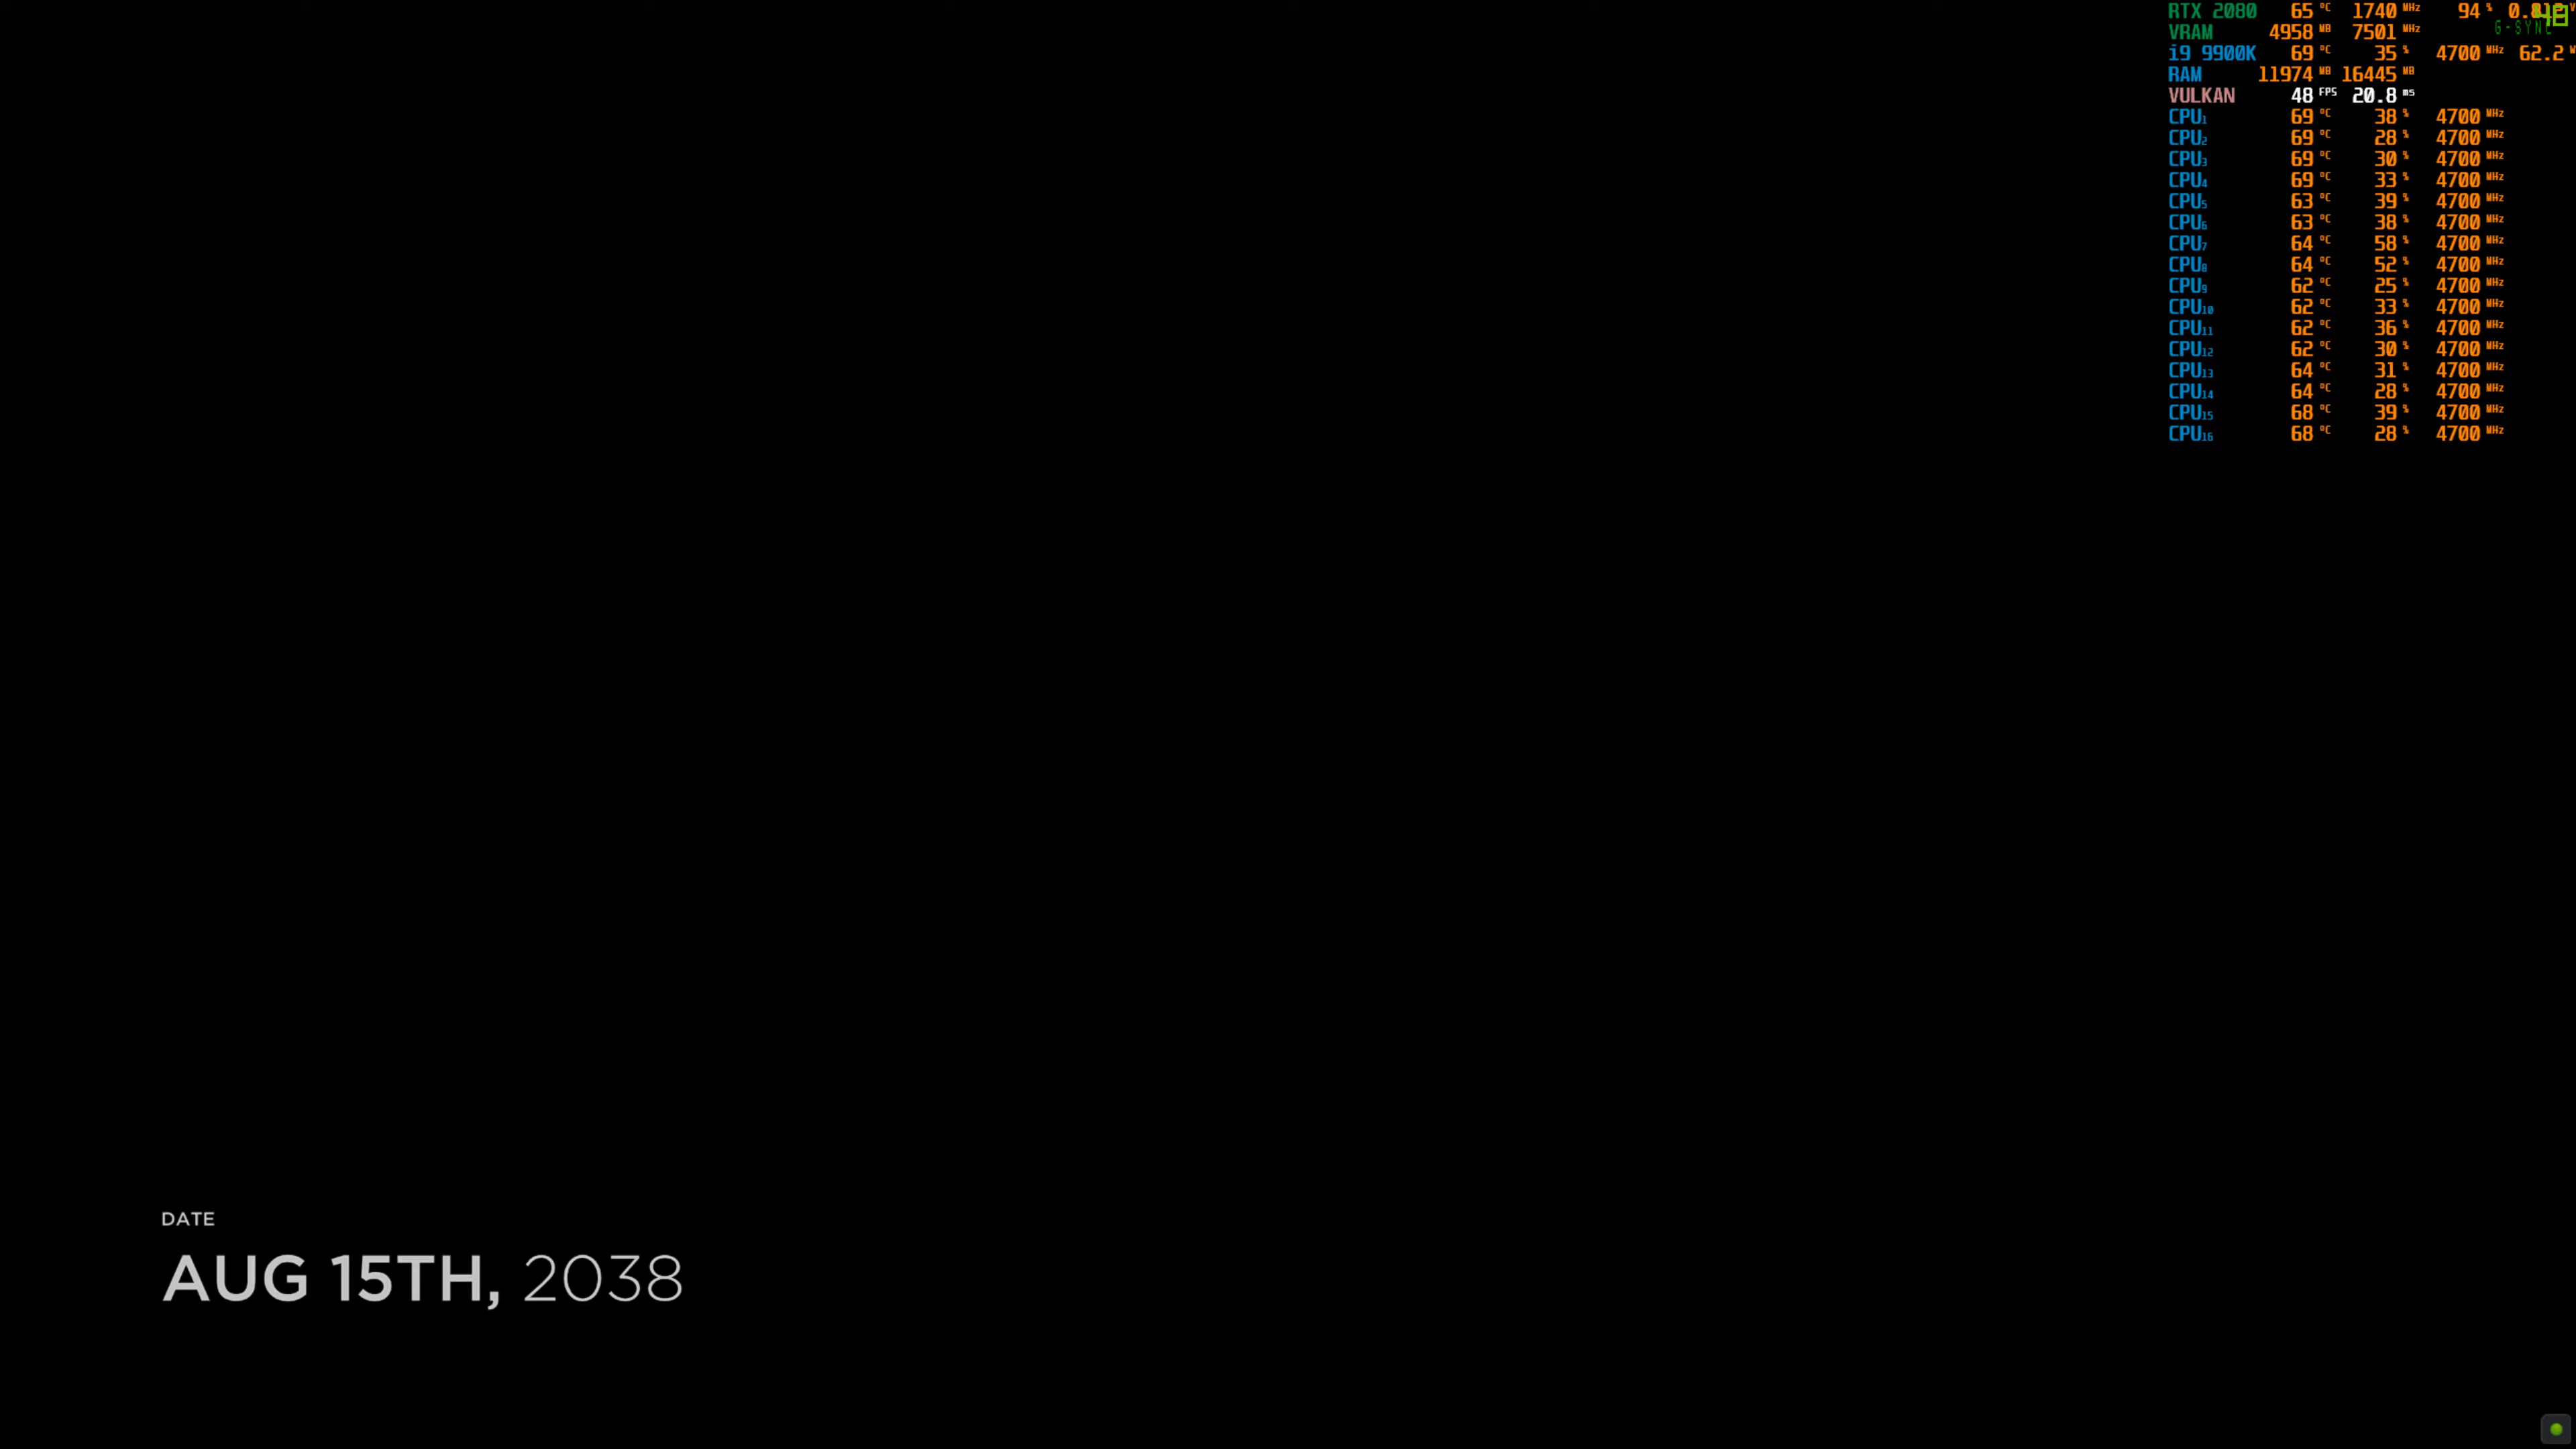 RTX 2080 65 °C 1740 MHz 94 %
G-SYNC
VRAM 4958 MB 7501 MHz
i9 9900K 69 °C 35 % 4700 MHz 62.2 W
RAM 11974 MB 16445 MB
VULKAN 48 FPS 20.8 ms
CPU1 69 °C 38 % 4700 MHz
CPU2 69 °C 28 % 4700 MHz
CPU3 69 °C 30 % 4700 MHz
CPU4 69 °C 33 % 4700 MHz
CPU5 63 °C 39 % 4700 MHz
CPU6 63 °C 38 % 4700 MHz
CPU7 64 °C 58 % 4700 MHz
CPU8 64 °C 52 % 4700 MHz
CPU9 62 °C 25 % 4700 MHz
CPU10 62 °C 33 % 4700 MHz
CPU11 62 °C 36 % 4700 MHz
CPU12 62 °C 30 % 4700 MHz
CPU13 64 °C 31 % 4700 MHz
CPU14 64 °C 28 % 4700 MHz
CPU15 68 °C 39 % 4700 MHz
CPU16 68 °C 28 % 4700 MHz
DATE
AUG 15TH, 2038